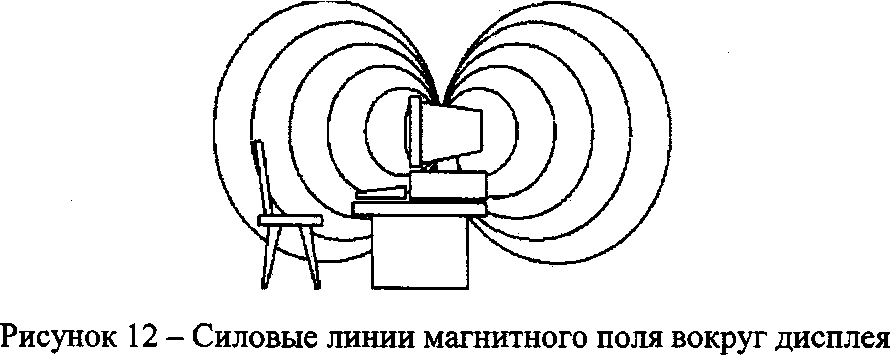 Рисунок 12 – Силовые линии магнитного поля вокруг дисплея